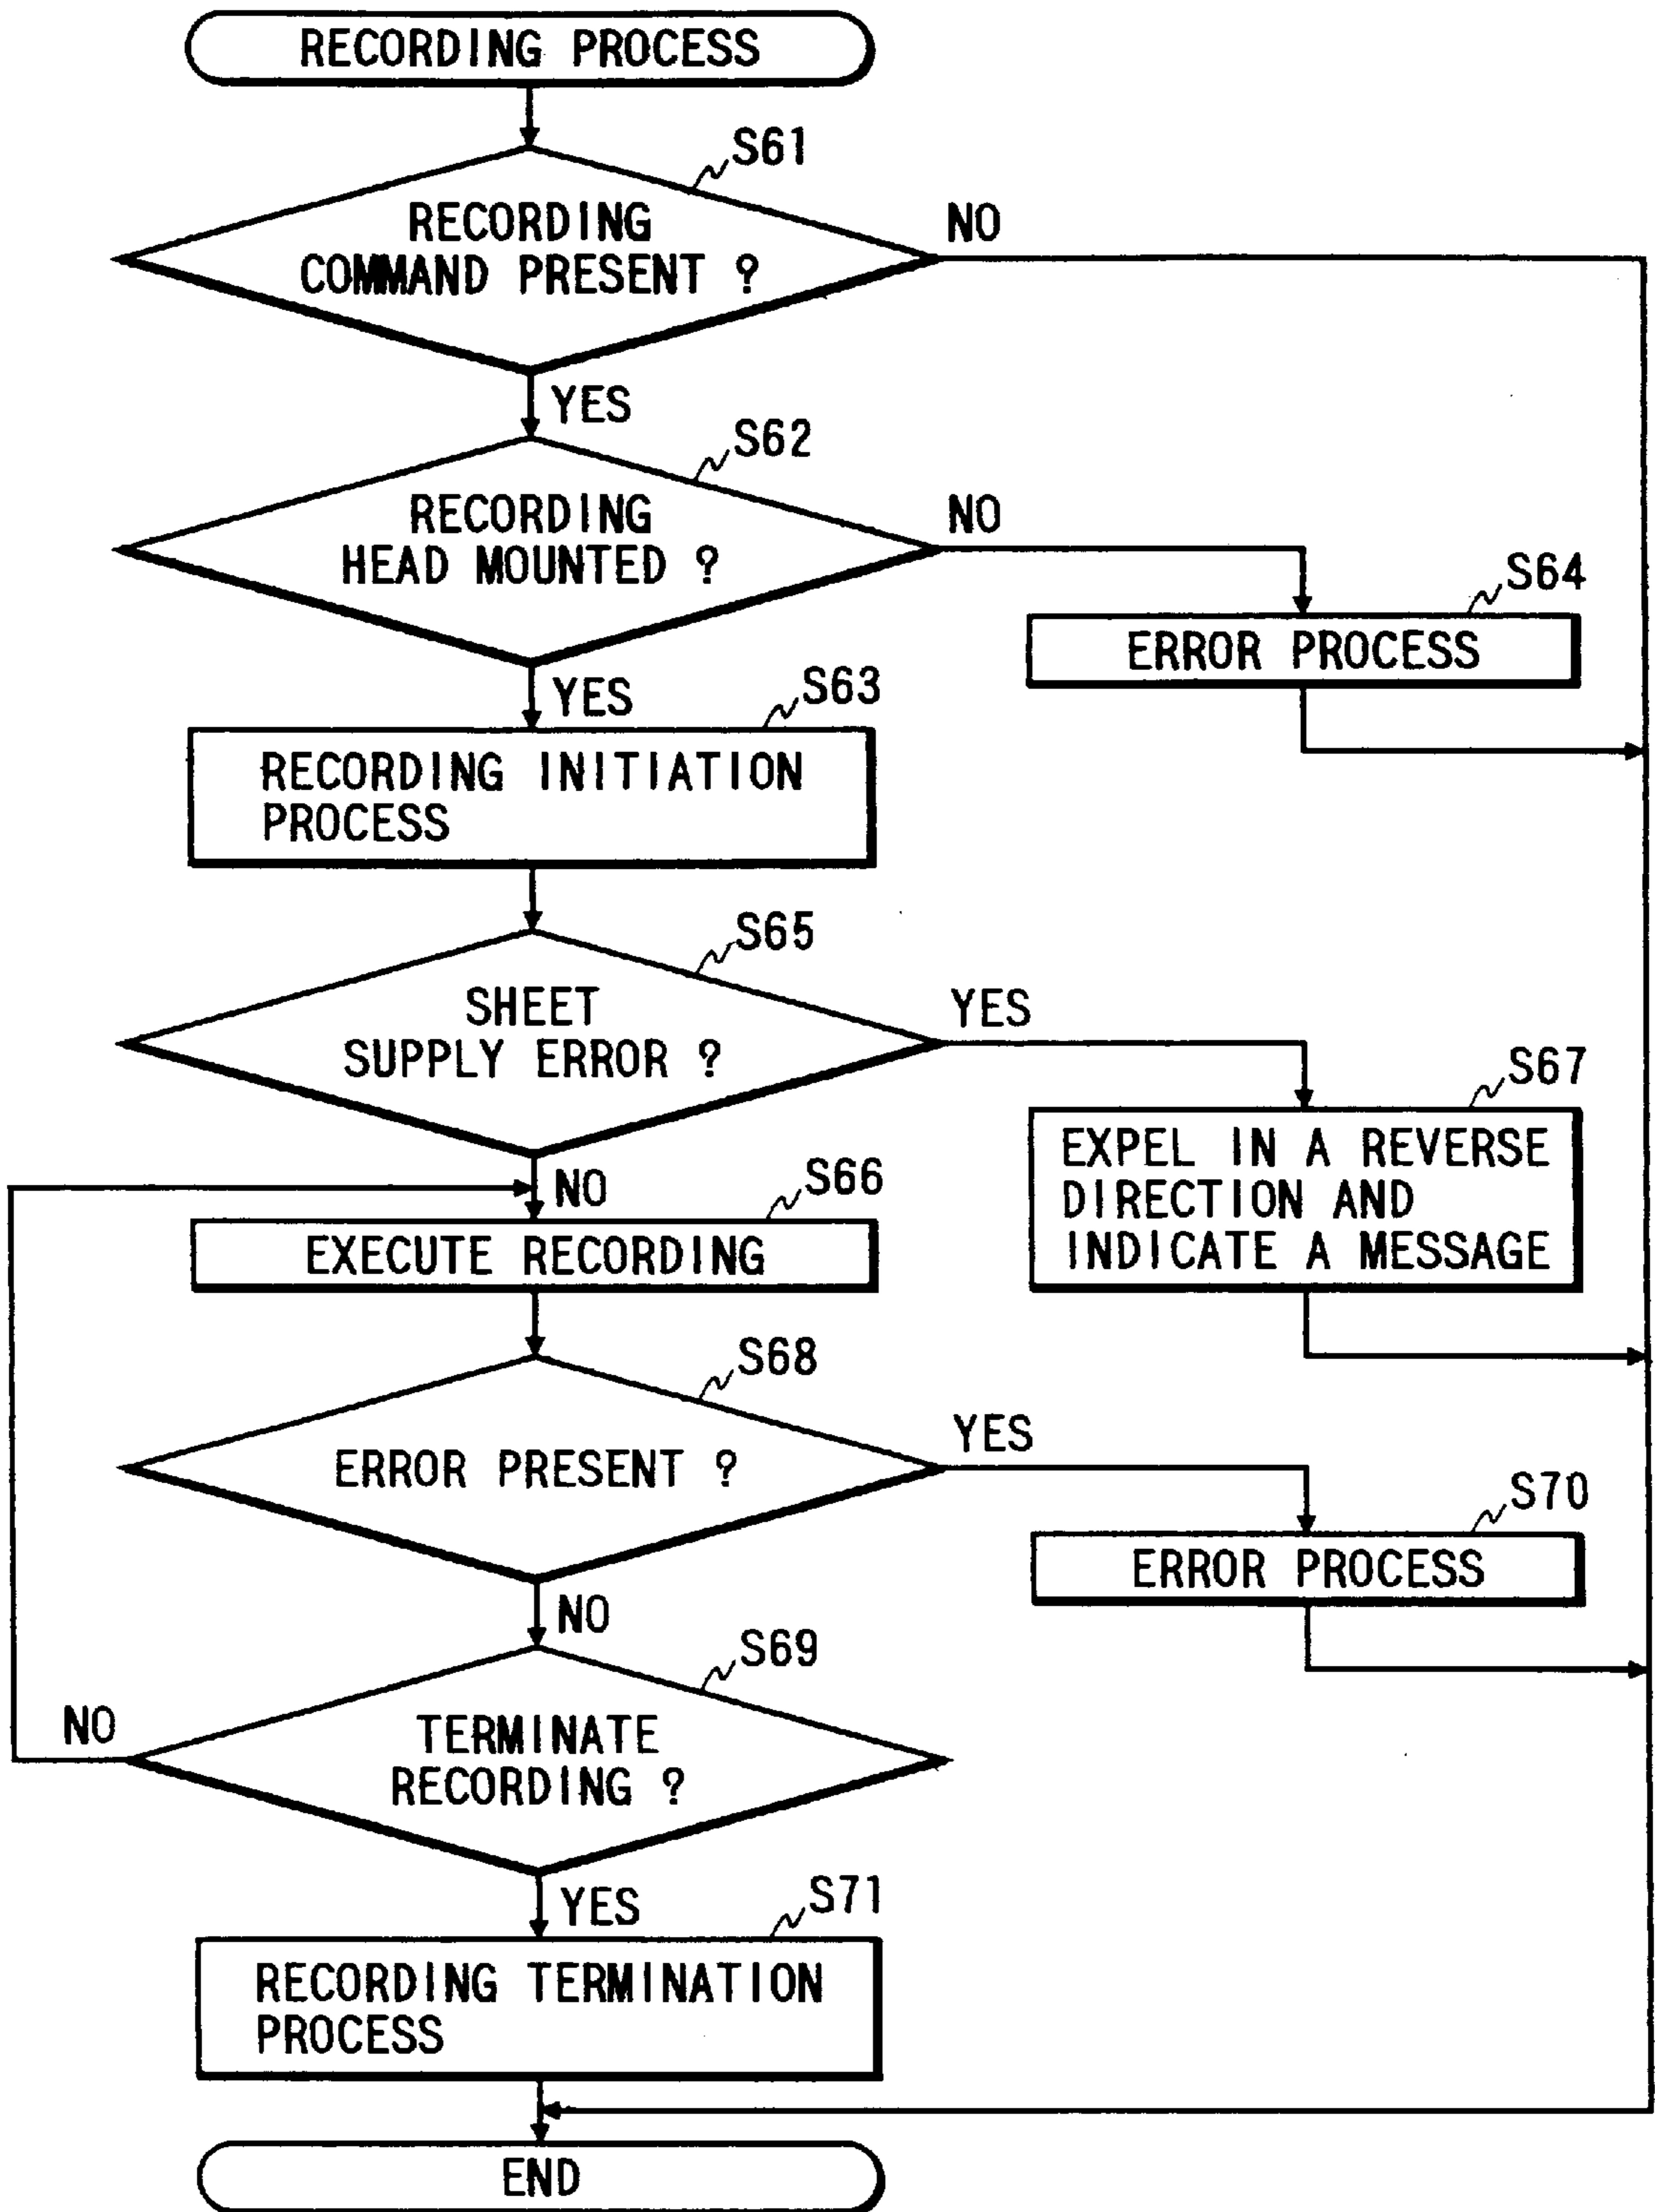 RECORDING PROCESS
S61
RECORDING
COMMAND PRESENT ?
NO
YES
S62
RECORDING
HEAD MOUNTED ?
NO
S64
ERROR PROCESS
YES
S63
RECORDING INITIATION
PROCESS
S65
SHEET
SUPPLY ERROR ?
YES
S67
EXPEL IN A REVERSE
DIRECTION AND
INDICATE A MESSAGE
NO
S66
EXECUTE RECORDING
S68
ERROR PRESENT ?
YES
S70
ERROR PROCESS
NO
S69
TERMINATE
RECORDING ?
NO
YES
S71
RECORDING TERMINATION
PROCESS
END